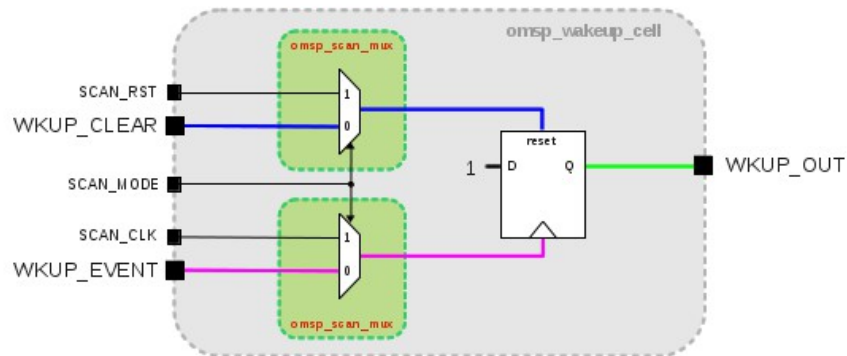 omsp_wakeup_cell
omsp_scan_mux
SCAN_RST
1
WKUP_CLEAR
0
reset
1
D
Q
WKUP_OUT
SCAN_MODE
SCAN_CLK
1
WKUP_EVENT
0
omsp_scan_mux